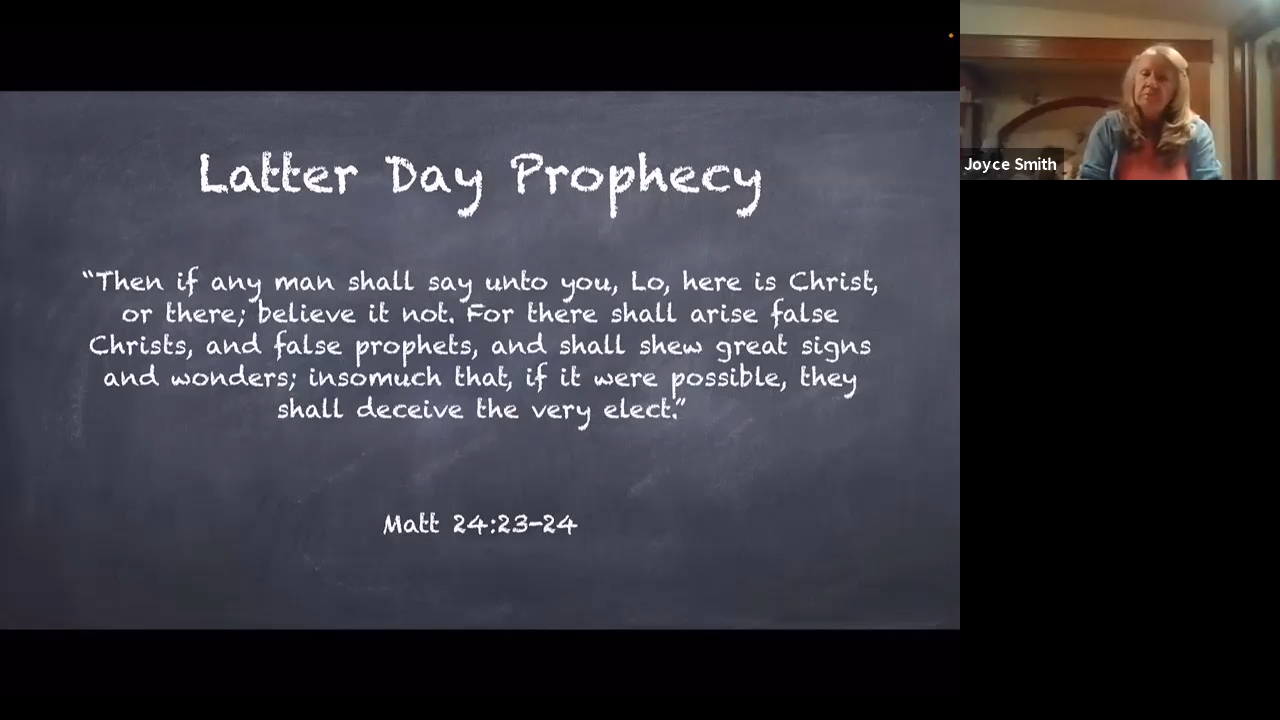 Latter Day Prophecy
“Then if any man shall say unto you, Lo, here is Christ,
or there; believe it not. For there shall arise false
Christs, and false prophets, and shall shew great signs
and wonders; insomuch that, if it were possible, they
shall deceive the very elect.”
Matt 24:23-24
Joyce Smith